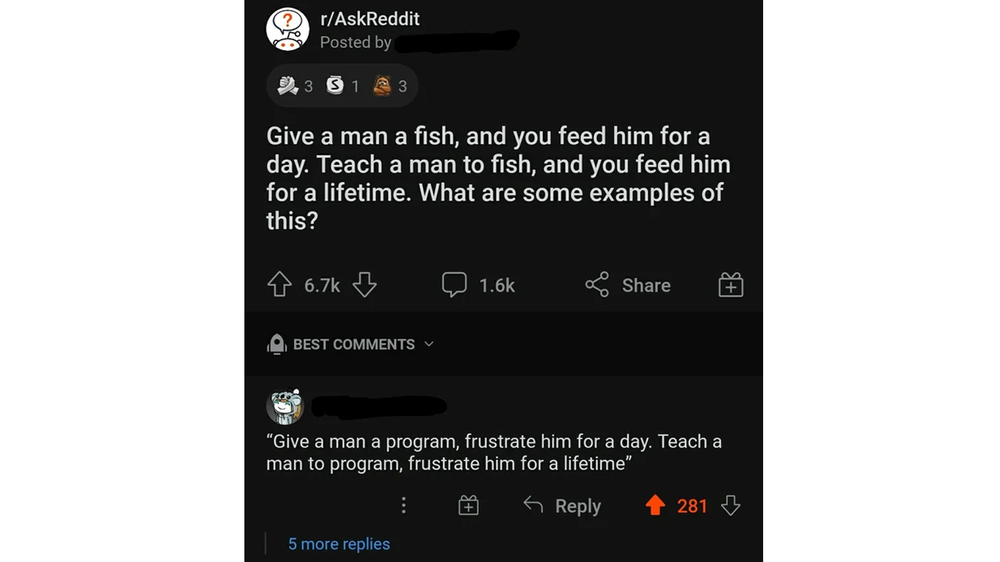 r/AskReddit
Posted by
3 S 1 3
Give a man a fish, and you feed him for a
day. Teach a man to fish, and you feed him
for a lifetime. What are some examples of
this?
6.7k 1.6k Share
BEST COMMENTS
“Give a man a program, frustrate him for a day. Teach a
man to program, frustrate him for a lifetime”
Reply 281
5 more replies